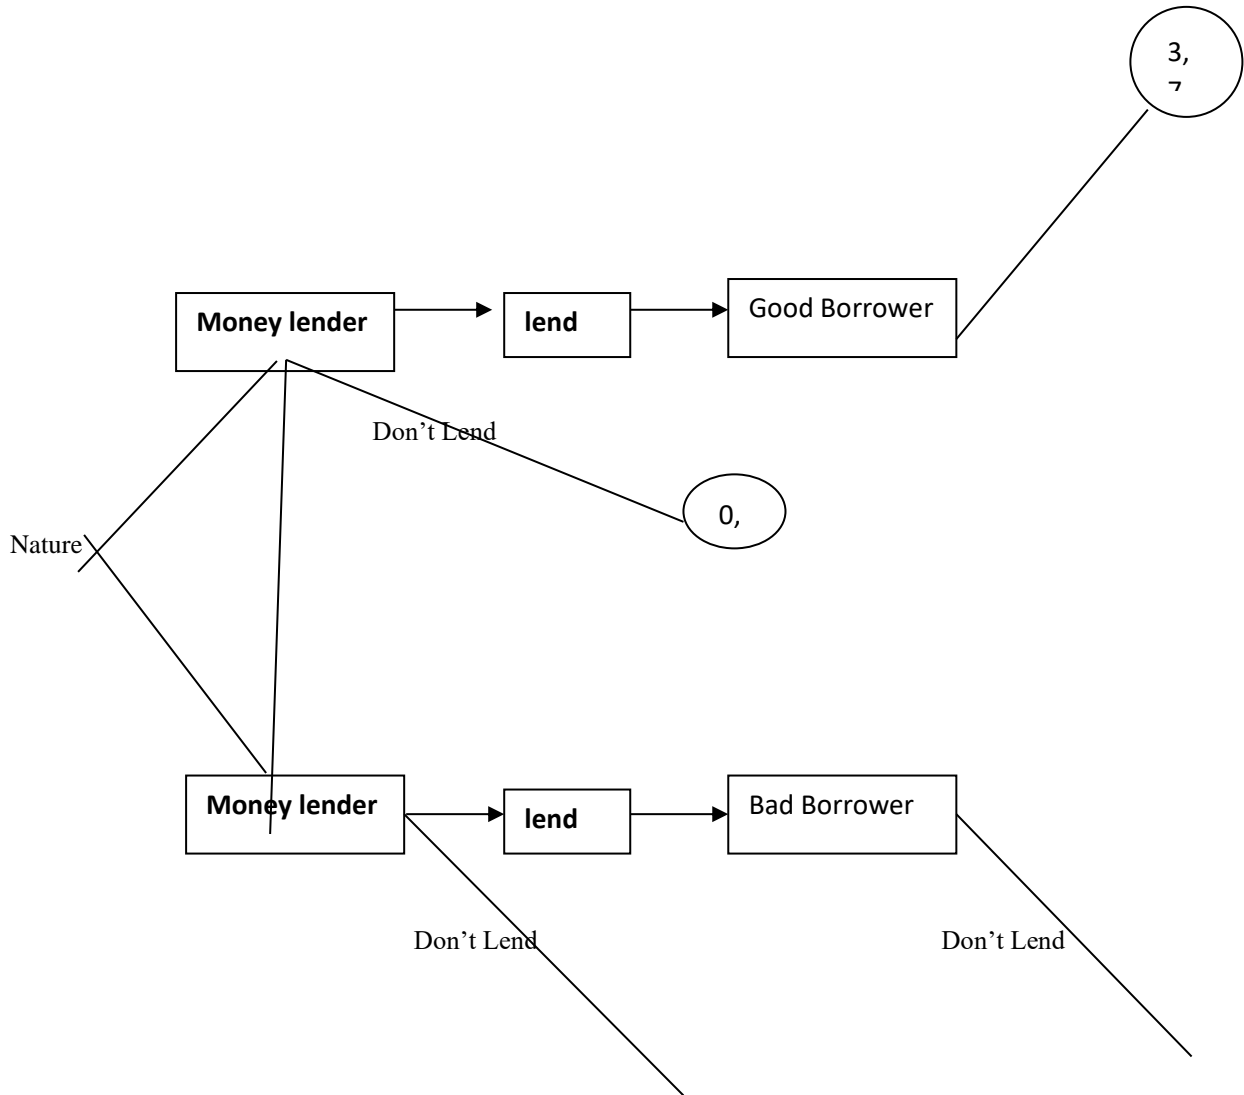 3,
7
Money lender
lend
Good Borrower
Don’t Lend
0,
Nature
Money lender
lend
Bad Borrower
Don’t Lend
Don’t Lend